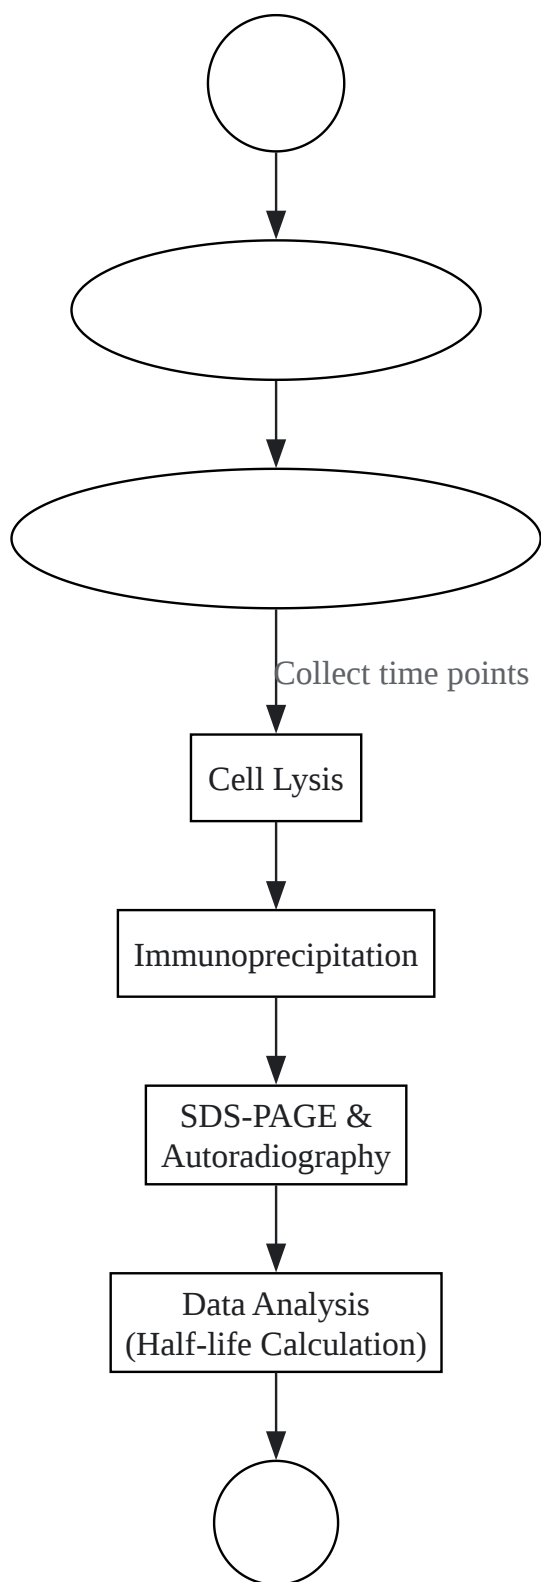 Collect time points
Cell Lysis
Immunoprecipitation
SDS-PAGE &
Autoradiography
Data Analysis
(Half-life Calculation)